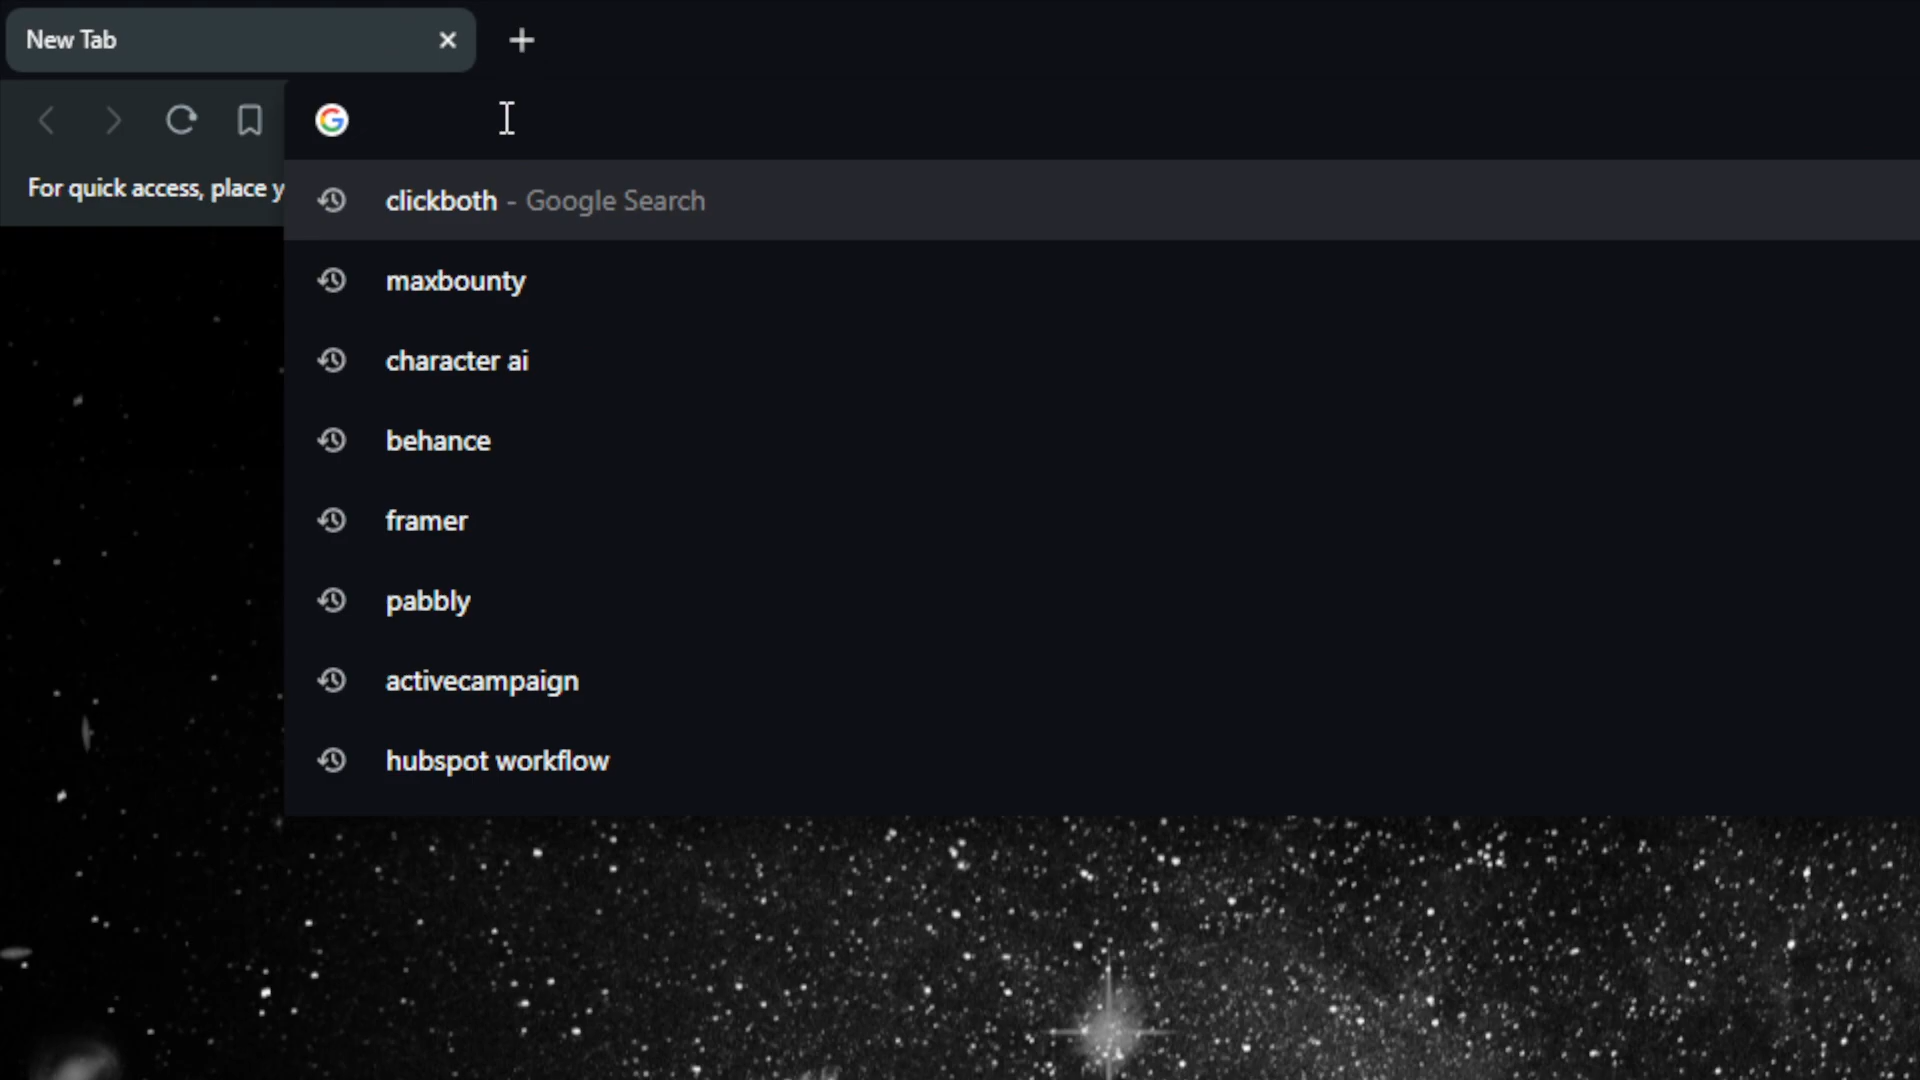 New Tab
For quick access, place y
clickboth - Google Search
maxbounty
character ai
behance
framer
pabbly
activecampaign
hubspot workflow